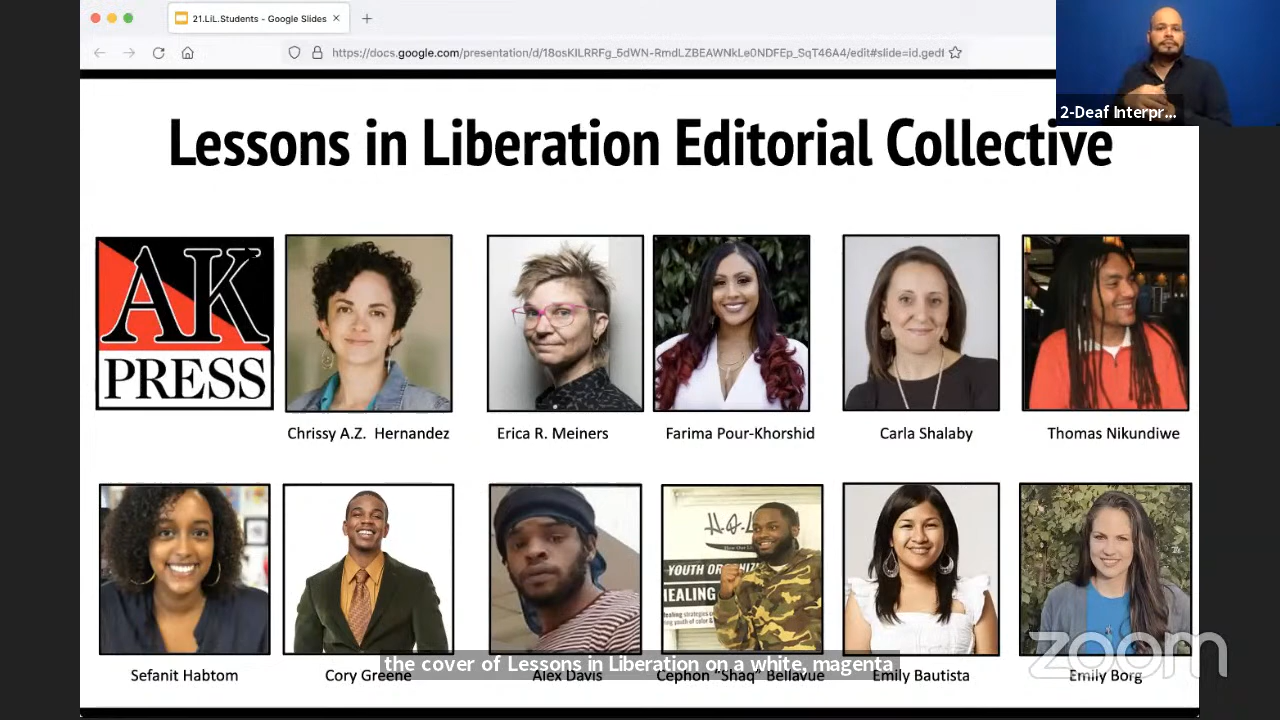 21.LiL.Students - Google Slides
https://docs.google.com/presentation/d/18osKILRRFg_5dWN-RmdLZBEAWNkLe0NDFEp_SqT46A4/edit#slide=id.gedf
2-Deaf Interpr...
Lessons in Liberation Editorial Collective
AK
PRESS
Chrissy A.Z. Hernandez
Erica R. Meiners
Farima Pour-Khorshid
Carla Shalaby
Thomas Nikundiwe
YOUTH
HEALING
Sefanit Habtom
Cory Greene
Alex Davis
Cephon "Shaq" Bellavue
Emily Bautista
Emily Borg
the cover of Lessons in Liberation on a white, magenta
zoom